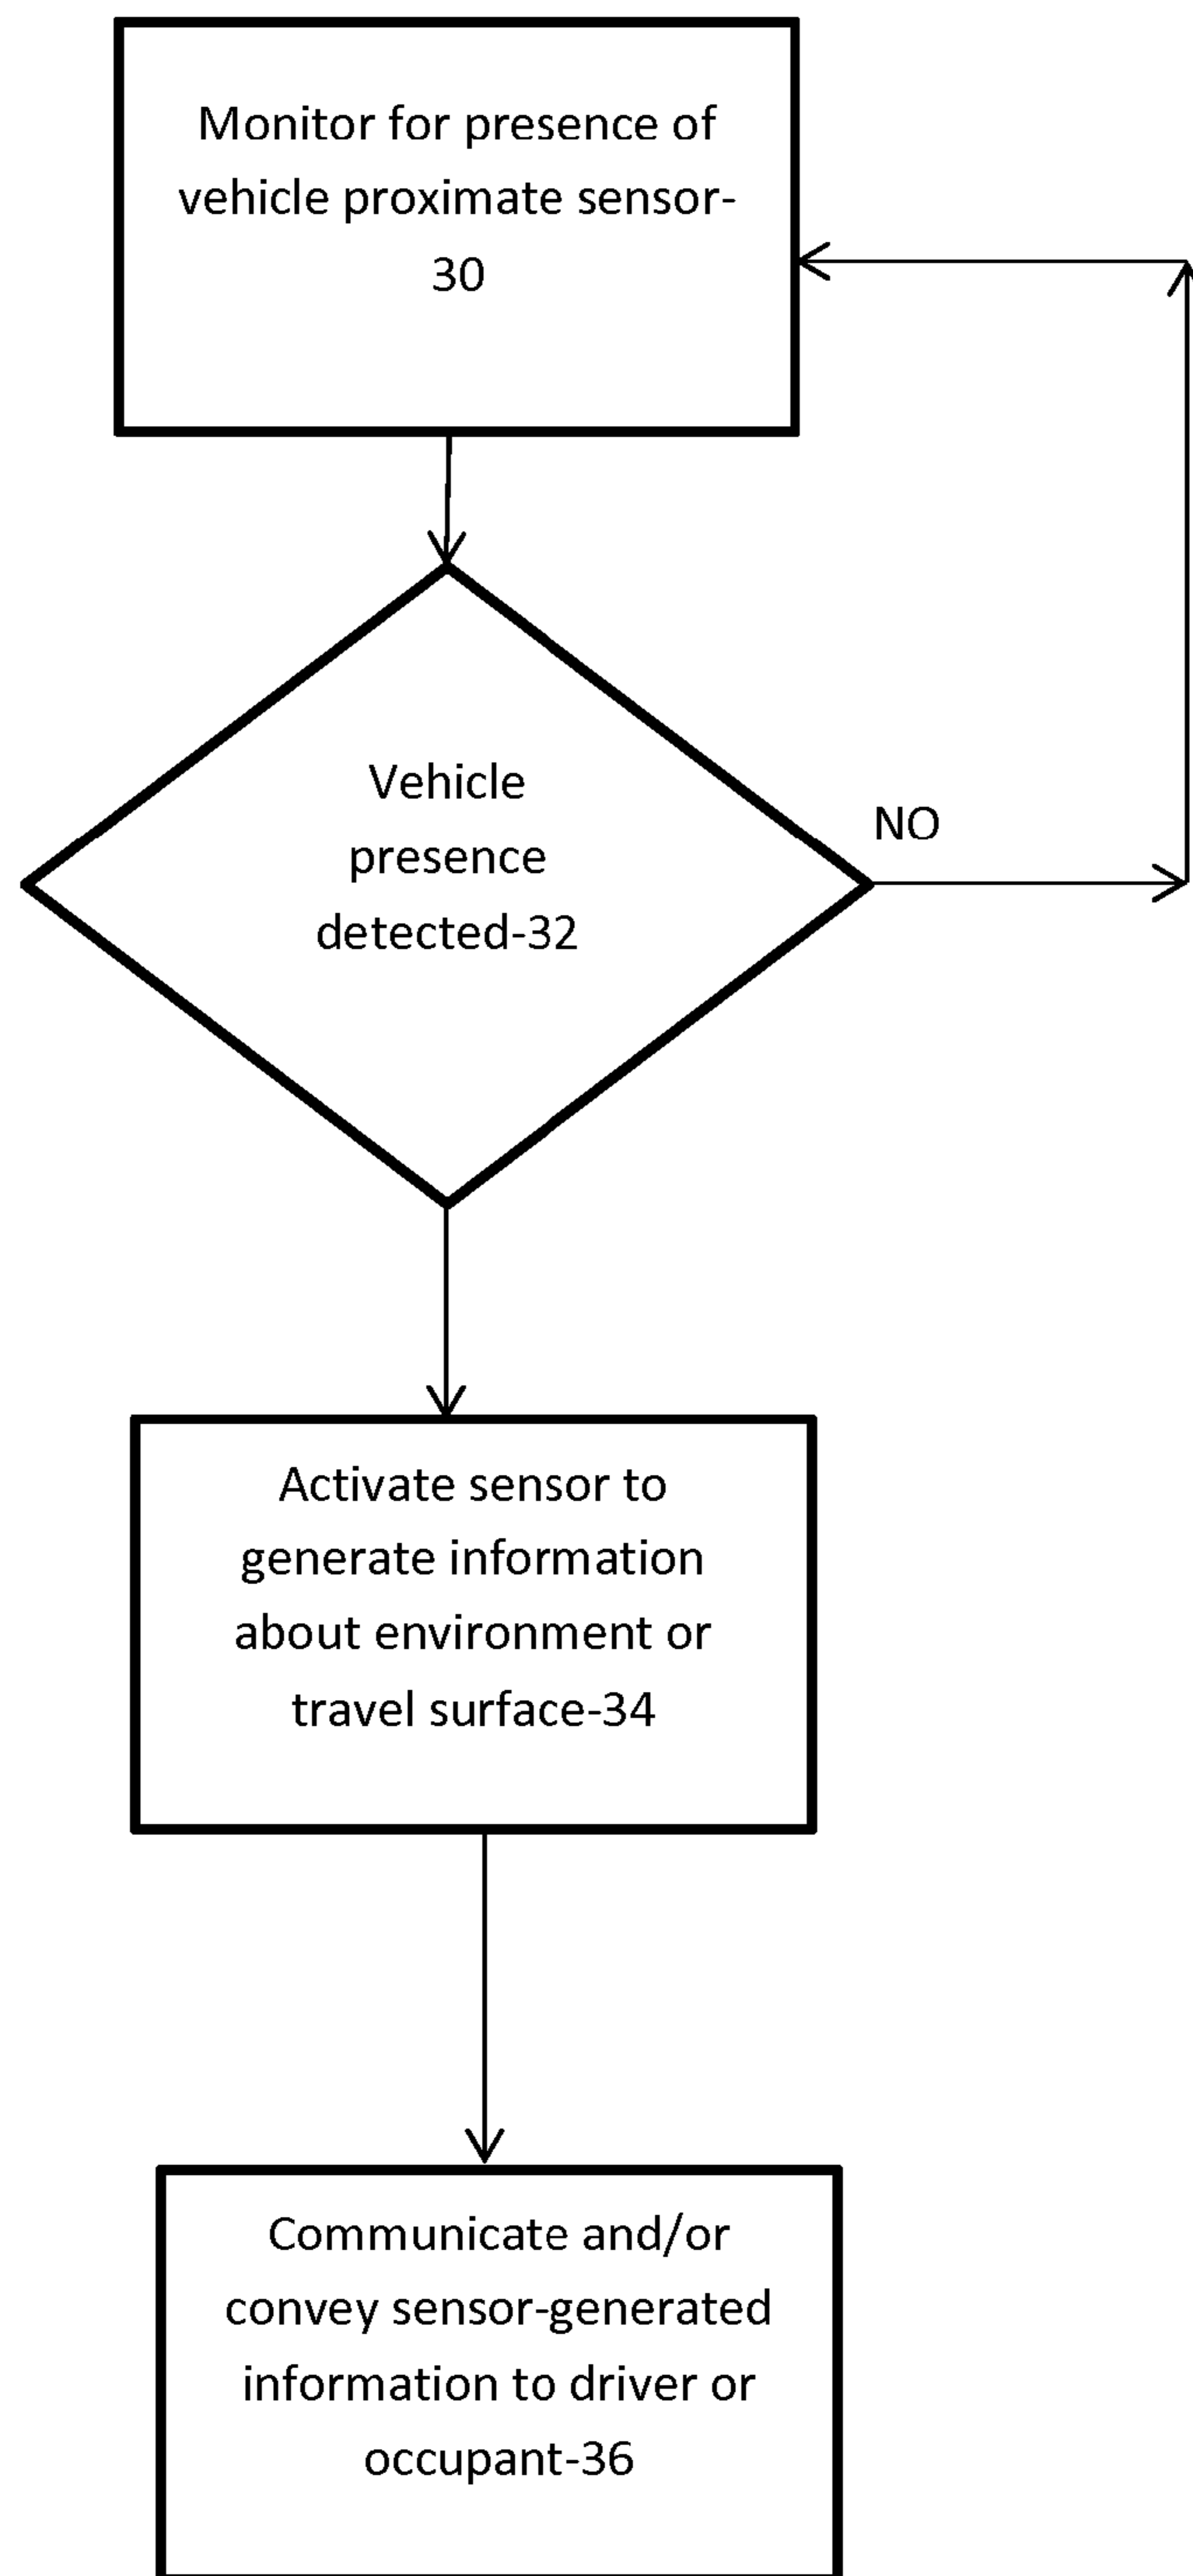 Monitor for presence of
vehicle proximate sensor-
30
Vehicle
presence
detected-32
NO
Activate sensor to
generate information
about environment or
travel surface-34
Communicate and/or
convey sensor-generated
information to driver or
occupant-36